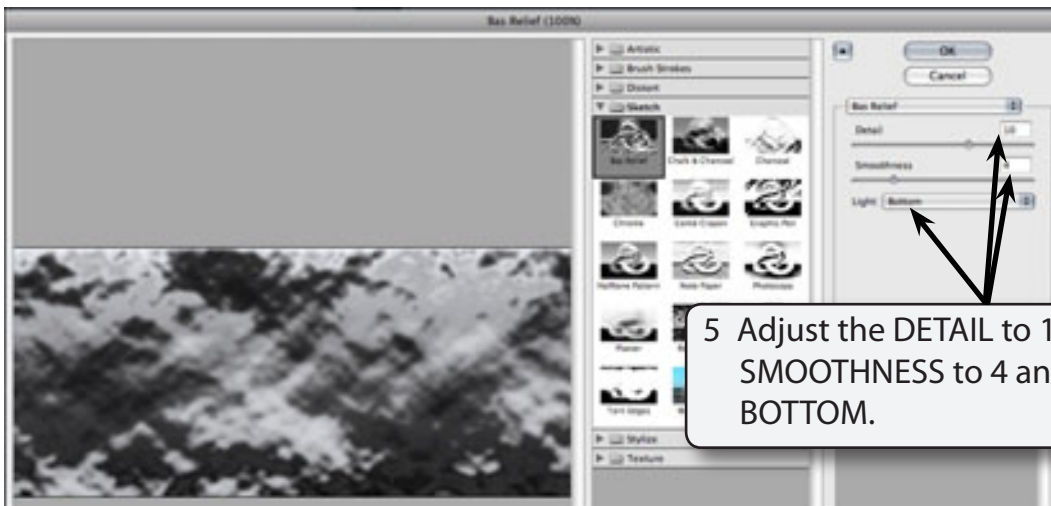 Bas Relief (100%)
Artistic
Brush Strokes
Distort
Sketch
Bas Relief
Chalk & Charcoal
Charcoal
Chrome
Conté Crayon
Graphic Pen
Halftone Pattern
Note Paper
Photocopy
Plaster
Torn Edges
Stylize
Texture
OK
Cancel
Bas Relief
Detail 10
Smoothness
Light: Bottom
5 Adjust the DETAIL to 1
SMOOTHNESS to 4 an
BOTTOM.